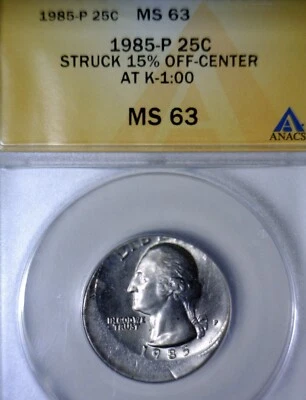 1985-P 25C MS 63
1985-P 25C
STRUCK 15% OFF-CENTER
AT K-1:00
MS 63
ANACS
IN GOD WE
TRUST
P
1985